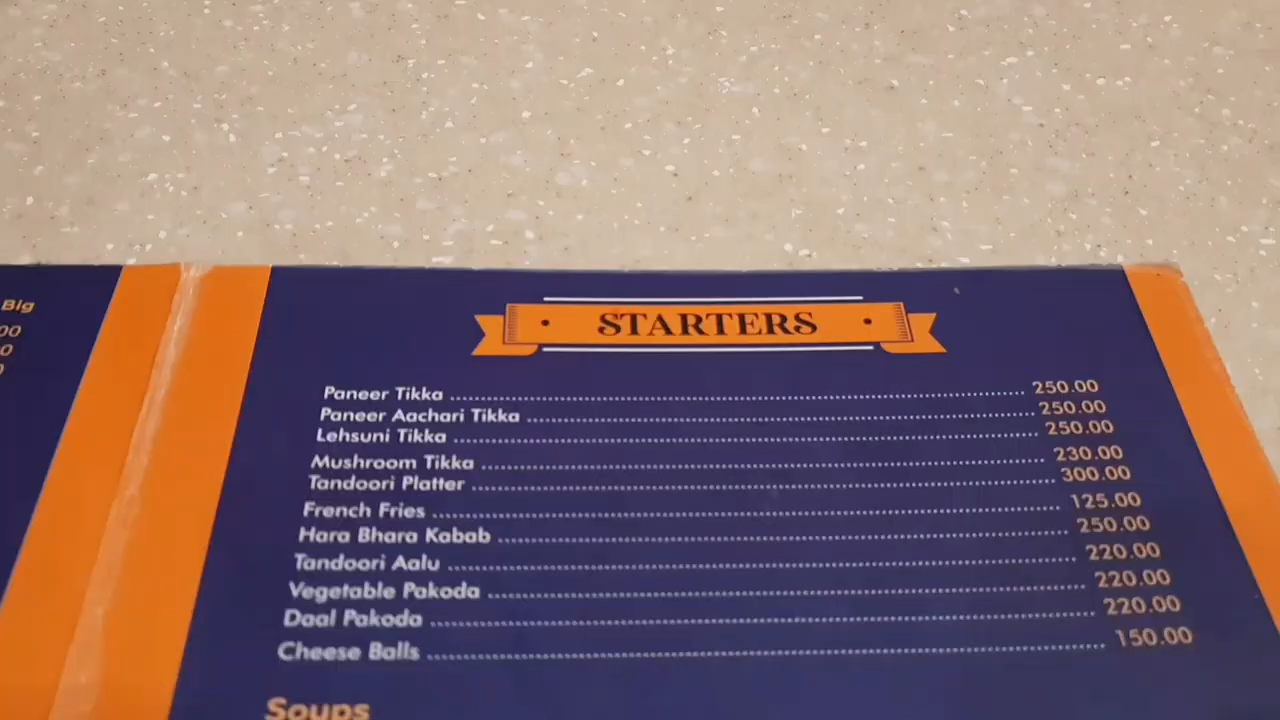 Big
STARTERS
Paneer Tikka 250.00
Paneer Aachari Tikka 250.00
Lehsuni Tikka 250.00
Mushroom Tikka 230.00
Tandoori Platter 300.00
French Fries 125.00
Hara Bhara Kabab 250.00
Tandoori Aalu 220.00
Vegetable Pakoda 220.00
Daal Pakoda 220.00
Cheese Balls 150.00
Soups